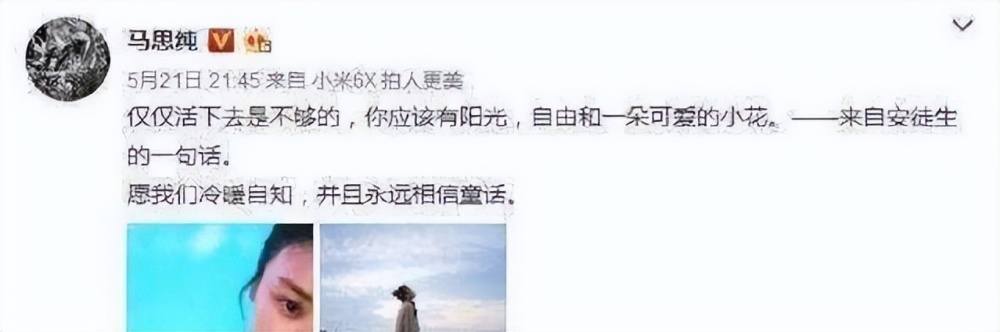 马思纯
5月21日 21:45 来自 小米6X 拍人更美
仅仅活下去是不够的，你应该有阳光，自由和一朵可爱的小花。——来自安徒生
的一句话。
愿我们冷暖自知，并且永远相信童话。